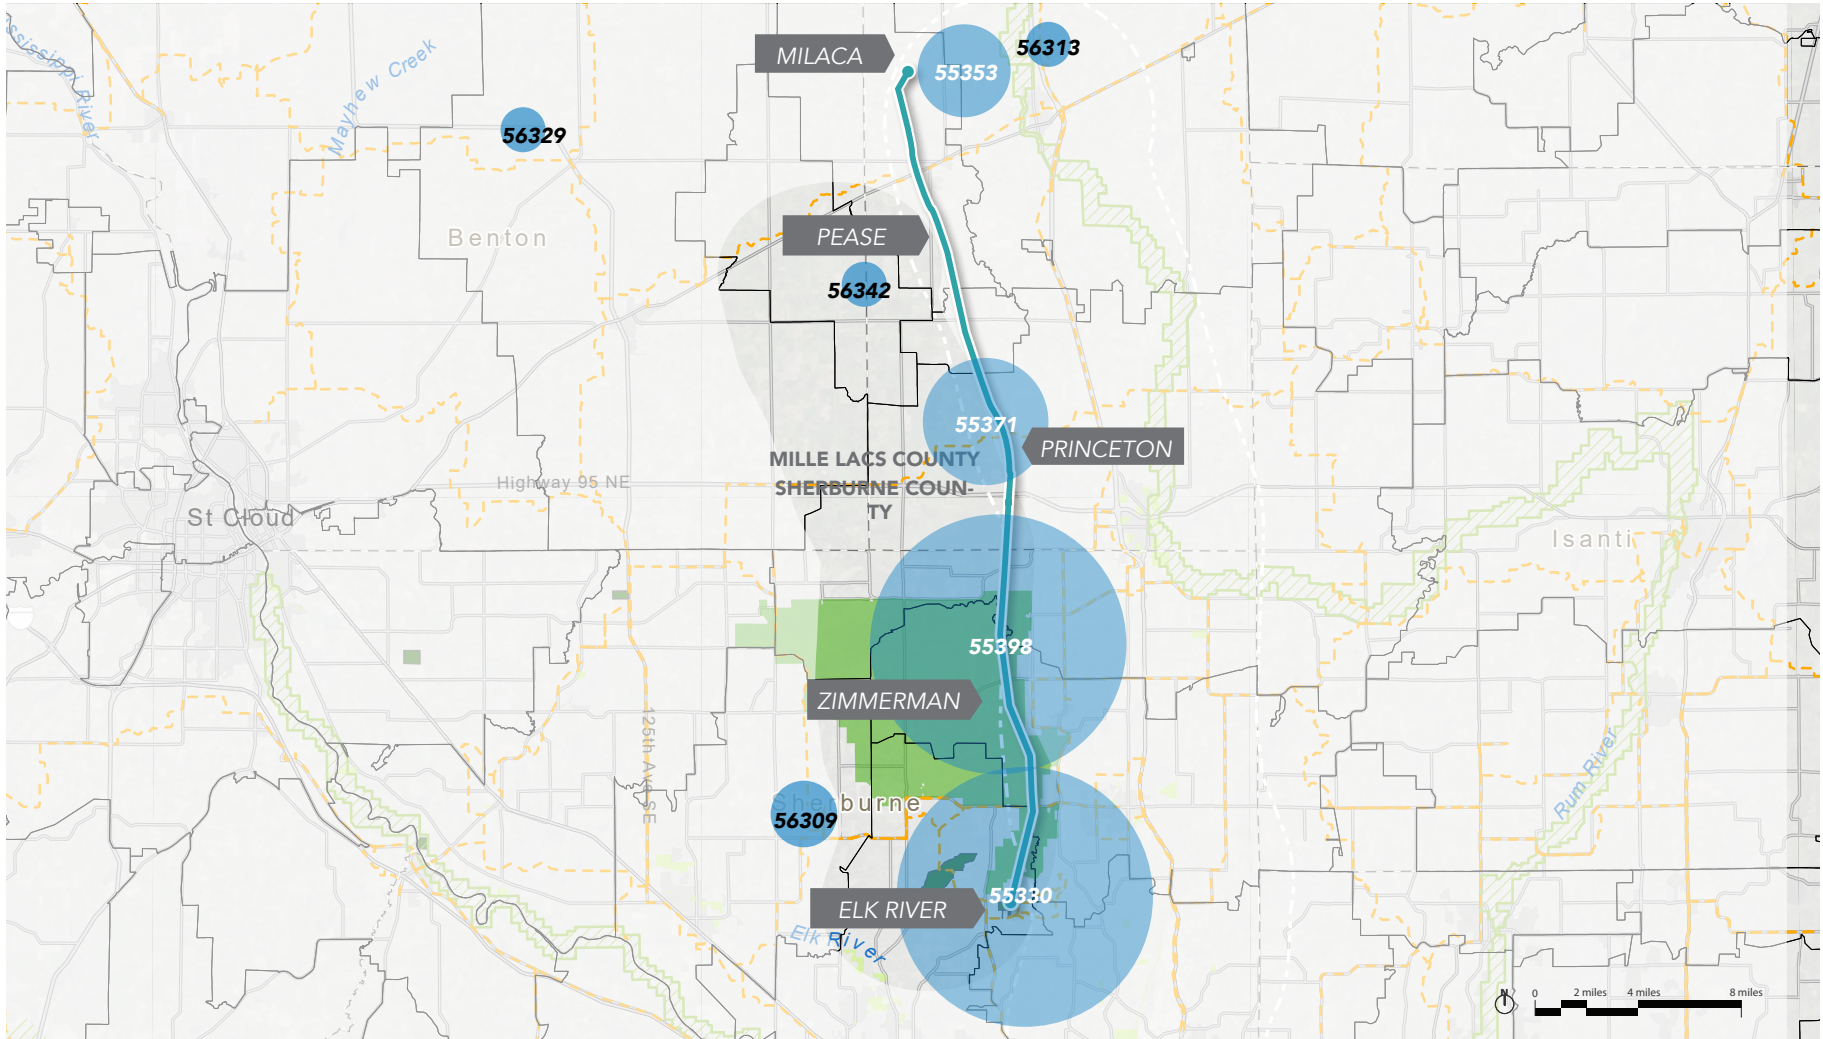 Mississippi River
Mayhew Creek
MILACA
55353
56313
56329
Benton
PEASE
56342
55371
PRINCETON
MILLE LACS COUNTY
SHERBURNE COUN-
TY
Highway 95 NE
St Cloud
Isanti
55398
ZIMMERMAN
125th Ave SE
Sherburne
56309
Rum River
55330
ELK RIVER
Elk River
N
0 2 miles 4 miles 8 miles